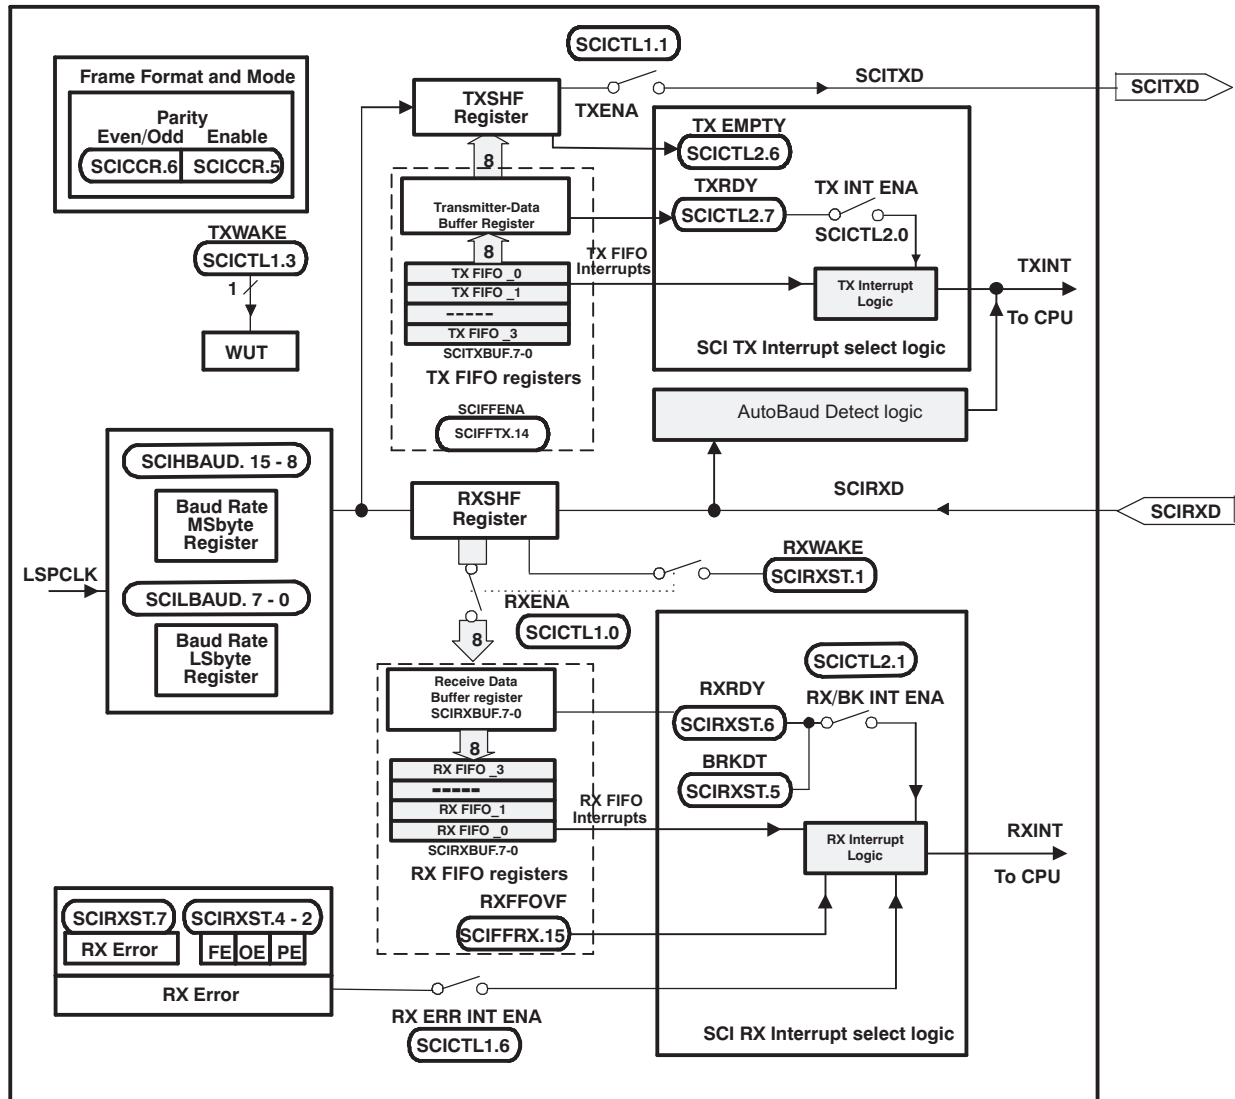 SCICTL1.1
Frame Format and Mode
Parity
Even/Odd Enable
SCICCR.6 SCICCR.5
TXSHF
Register
TXENA
SCITXD
SCITXD
TX EMPTY
SCICTL2.6
8
Transmitter-Data
Buffer Register
TXRDY
SCICTL2.7
TX INT ENA
SCICTL2.0
TXWAKE
SCICTL1.3
1
WUT
8
TX FIFO _0
TX FIFO _1
-----
TX FIFO _3
SCITXBUF.7-0
TX FIFO registers
SCIFFENA
SCIFFTX.14
TX FIFO
Interrupts
TX Interrupt
Logic
TXINT
To CPU
SCI TX Interrupt select logic
AutoBaud Detect logic
SCIHBAUD. 15 - 8
Baud Rate
MSbyte
Register
LSPCLK
SCILBAUD. 7 - 0
Baud Rate
LSbyte
Register
RXSHF
Register
SCIRXD
SCIRXD
RXWAKE
SCIRXST.1
RXENA
SCICTL1.0
8
Receive Data
Buffer register
SCIRXBUF.7-0
8
RX FIFO _3
-----
RX FIFO_1
RX FIFO _0
SCIRXBUF.7-0
RX FIFO registers
RXFFOVF
SCIFFRX.15
RX FIFO
Interrupts
SCICTL2.1
RXRDY
RX/BK INT ENA
SCIRXST.6
BRKDT
SCIRXST.5
RX Interrupt
Logic
RXINT
To CPU
SCI RX Interrupt select logic
SCIRXST.7 SCIRXST.4 - 2
RX Error FE OE PE
RX Error
RX ERR INT ENA
SCICTL1.6